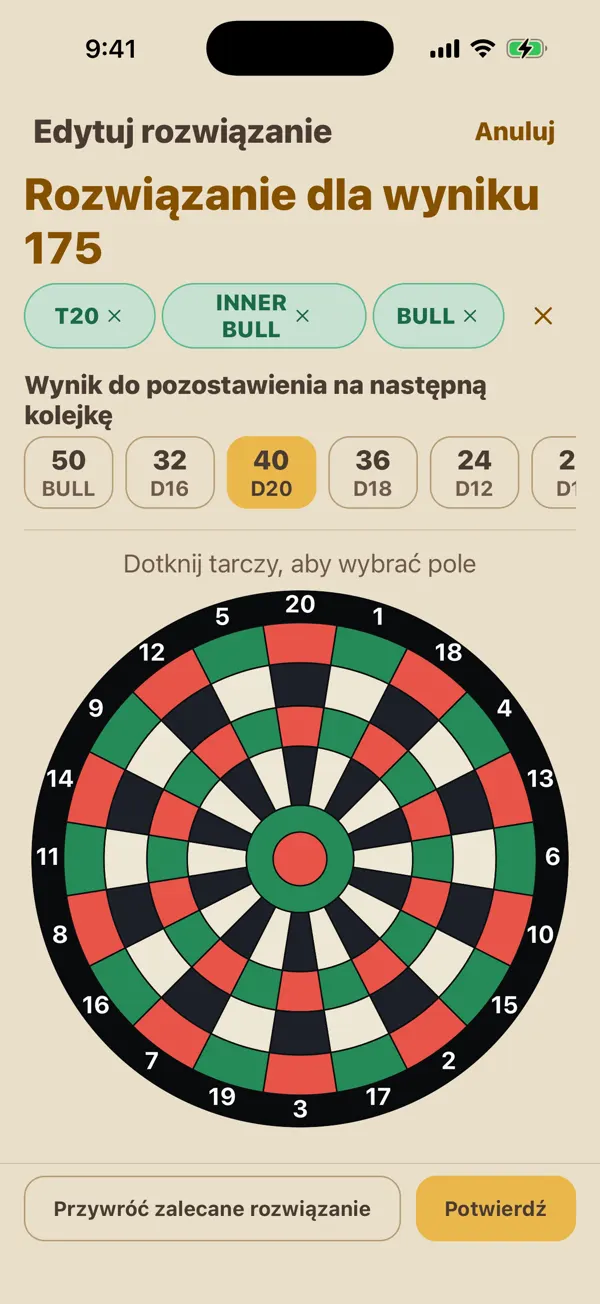 9:41
Edytuj rozwiązanie
Anuluj
Rozwiązanie dla wyniku
175
T20 ×
INNER
BULL ×
BULL ×
×
Wynik do pozostawienia na następną
kolejkę
50
BULL
32
D16
40
D20
36
D18
24
D12
2
D1
Dotknij tarczy, aby wybrać pole
20
1
18
4
13
6
10
15
2
17
3
19
7
16
8
11
14
9
12
5
Przywróć zalecane rozwiązanie
Potwierdź